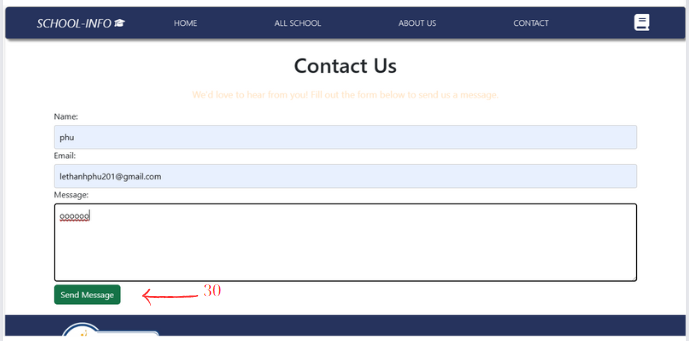 SCHOOL-INFO
HOME
ALL SCHOOL
ABOUT US
CONTACT
Contact Us
We'd love to hear from you! Fill out the form below to send us a message.
Name:
phu
Email:
lethanhphu201@gmail.com
Message:
oooooo
Send Message
30